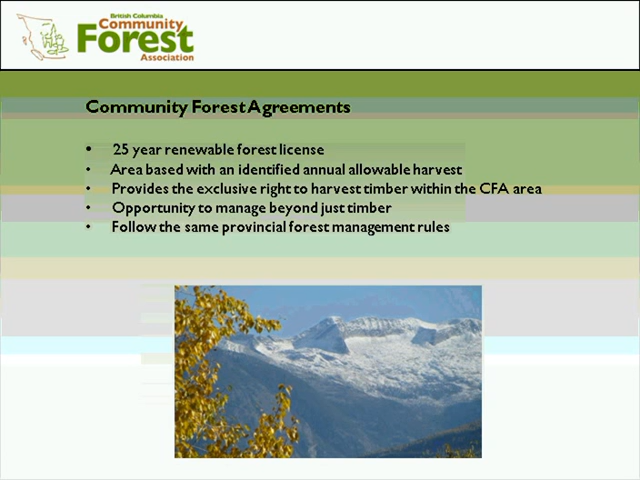 British Columbia
Community
Forest
Association
Community Forest Agreements
• 25 year renewable forest license
• Area based with an identified annual allowable harvest
• Provides the exclusive right to harvest timber within the CFA area
• Opportunity to manage beyond just timber
• Follow the same provincial forest management rules